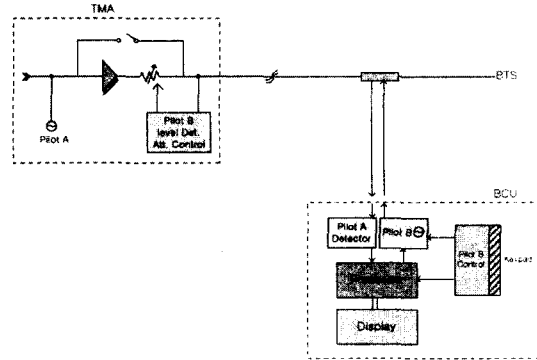 TMA
Pilot A
Pilot B
level Det.
Att. Control
BTS
BCU
Pilot A
Detector
Pilot B
Pilot B
Control
Keypad
Display